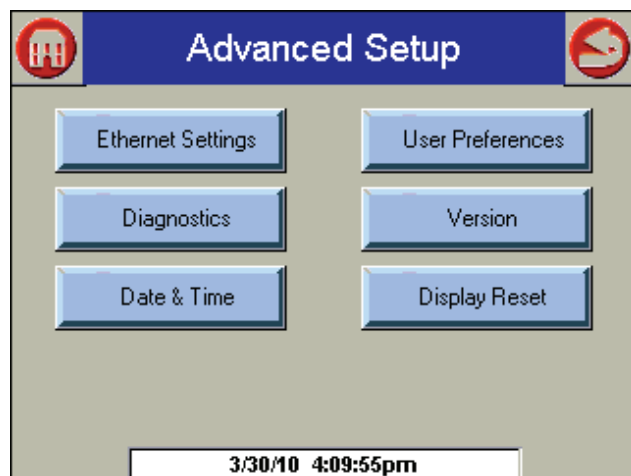 Advanced Setup
Ethernet Settings
User Preferences
Diagnostics
Version
Date & Time
Display Reset
3/30/10 4:09:55pm